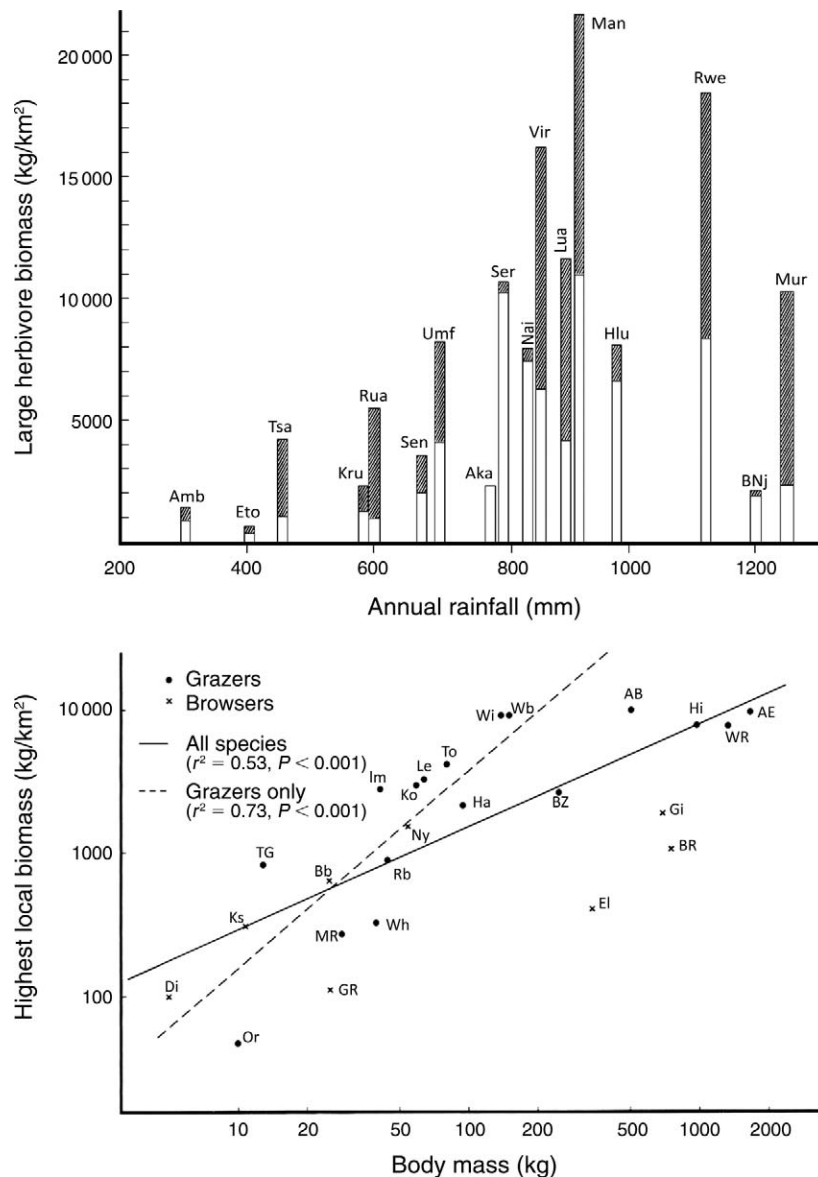 Large herbivore biomass (kg/km²)
20 000
15 000
10 000
5000
Amb
Eto
Tsa
Kru
Rua
Sen
Umf
Aka
Ser
Nai
Vir
Lua
Man
Hlu
Rwe
BNj
Mur
200
400
600
800
1000
1200
Annual rainfall (mm)
Highest local biomass (kg/km²)
10 000
1000
100
Grazers
Browsers
All species
(r² = 0.53, P < 0.001)
Grazers only
(r² = 0.73, P < 0.001)
Wi
Wb
AB
Hi
AE
WR
To
Le
Im
Ko
Ha
BZ
Gi
Ny
BR
TG
Bb
Rb
El
Ks
Wh
MR
Di
GR
Or
10
20
50
100
200
500
1000
2000
Body mass (kg)